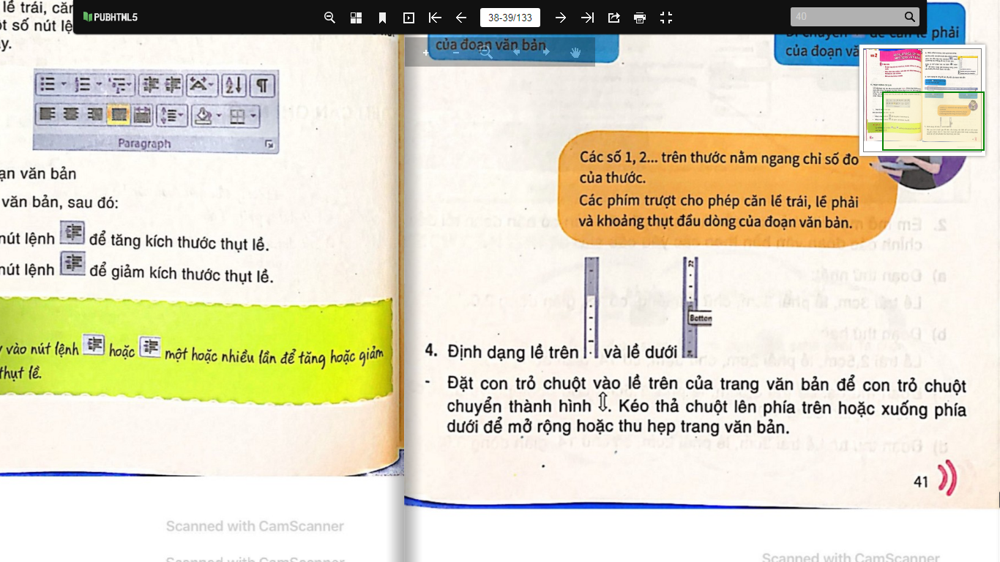 PUBHTML5
38-39/133
40
lề trái,
số nút
Paragraph
văn bản
văn bản, sau đó:
nút lệnh để tăng kích thước thụt lề.
nút lệnh để giảm kích thước thụt lề.
vào nút lệnh hoặc một hoặc nhiều lần để tăng hoặc giảm
thụt lề.
Scanned with CamScanner
Scanned with CamScanner
của đoạn văn bản
để căn lề phải
của đoạn
Các số 1, 2... trên thước nằm ngang chỉ số đo
của thước.
Các phím trượt cho phép căn lề trái, lề phải
và khoảng thụt đầu dòng của đoạn văn bản.
22
4. Định dạng lề trên và lề dưới
- Đặt con trỏ chuột vào lề trên của trang văn bản để con trỏ chuột
chuyển thành hình ⇕. Kéo thả chuột lên phía trên hoặc xuống phía
dưới để mở rộng hoặc thu hẹp trang văn bản.
41
Scanned with CamScanner